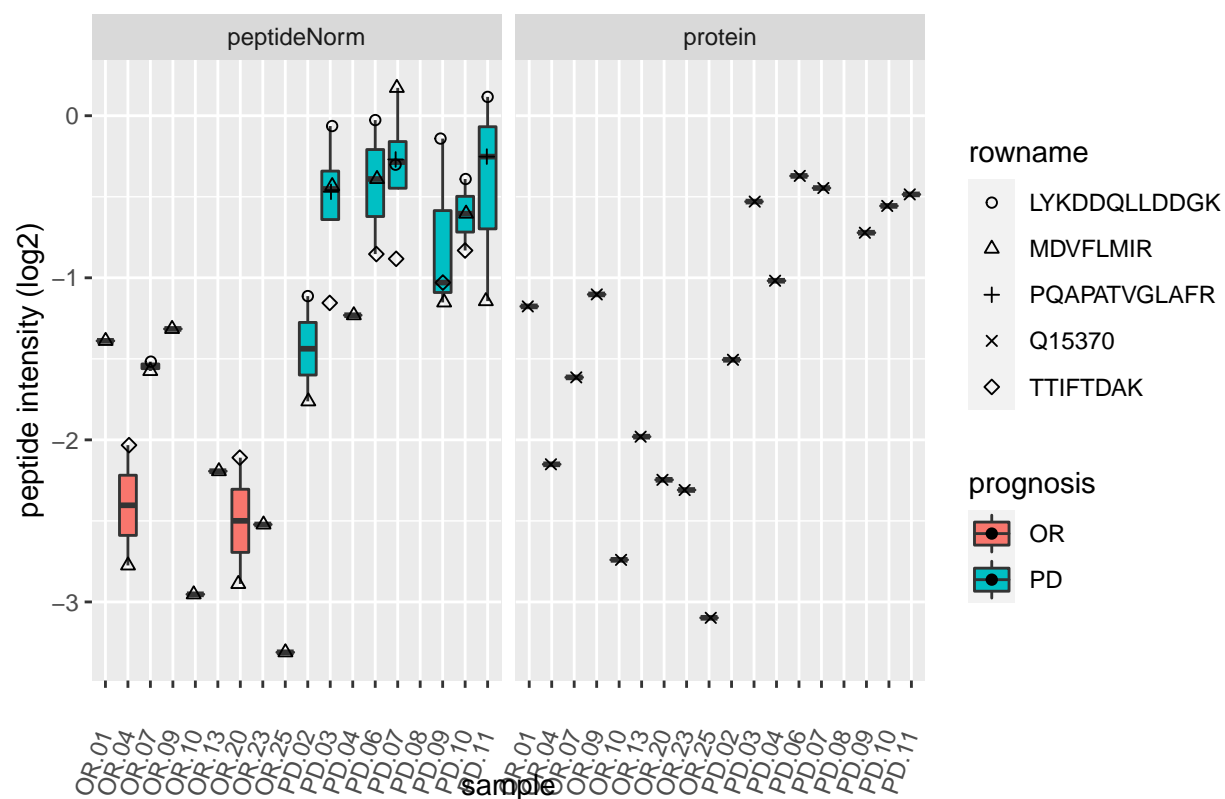 peptideNorm
protein
peptide intensity (log2)
0
−1
−2
−3
OR.01
OR.04
OR.07
OR.09
OR.10
OR.13
OR.20
OR.23
OR.25
PD.02
PD.03
PD.04
PD.06
PD.07
PD.08
PD.09
PD.10
PD.11
OR.01
OR.04
OR.07
OR.09
OR.10
OR.13
OR.20
OR.23
OR.25
PD.02
PD.03
PD.04
PD.06
PD.07
PD.08
PD.09
PD.10
PD.11
sample
rowname
LYKDDQLLDDGK
MDVFLMIR
PQAPATVGLAFR
Q15370
TTIFTDAK
prognosis
OR
PD